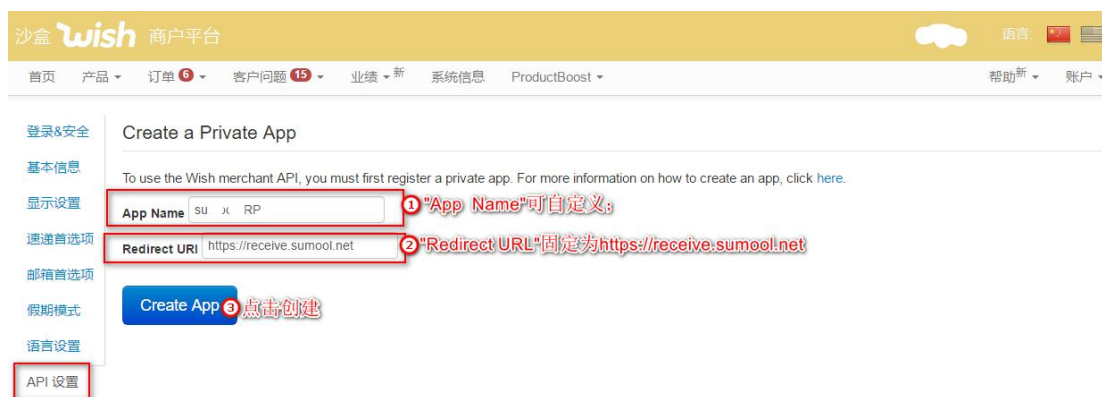 沙盒 wish 商户平台 语言:
首页 产品 订单 6 客户问题 15 业绩 新 系统信息 ProductBoost 帮助新 账户
登录&安全
基本信息
显示设置
速递首选项
邮箱首选项
假期模式
语言设置
API 设置
Create a Private App
To use the Wish merchant API, you must first register a private app. For more information on how to create an app, click here.
App Name su RP ①"App Name"可自定义;
Redirect URI https://receive.sumool.net ②"Redirect URL"固定为https://receive.sumool.net
Create App ③点击创建